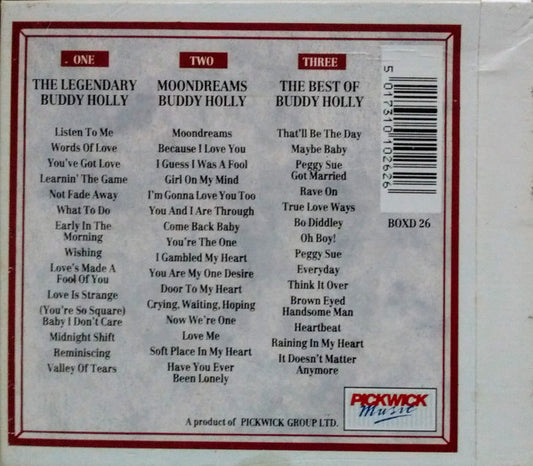 ONE
THE LEGENDARY
BUDDY HOLLY
Listen To Me
Words Of Love
You've Got Love
Learnin' The Game
Not Fade Away
What To Do
Early In The
Morning
Wishing
Love's Made A
Fool Of You
Love Is Strange
(You're So Square)
Baby I Don't Care
Midnight Shift
Reminiscing
Valley Of Tears
TWO
MOONDREAMS
BUDDY HOLLY
Moondreams
Because I Love You
I Guess I Was A Fool
Girl On My Mind
I'm Gonna Love You Too
You And I Are Through
Come Back Baby
You're The One
I Gambled My Heart
You Are My One Desire
Door To My Heart
Crying, Waiting, Hoping
Now We're One
Love Me
Soft Place In My Heart
Have You Ever
Been Lonely
THREE
THE BEST OF
BUDDY HOLLY
That'll Be The Day
Maybe Baby
Peggy Sue
Got Married
Rave On
True Love Ways
Bo Diddley
Oh Boy!
Peggy Sue
Everyday
Think It Over
Brown Eyed
Handsome Man
Heartbeat
Raining In My Heart
It Doesn't Matter
Anymore
5 017310 102626
BOXD 26
PICKWICK
Music
A product of PICKWICK GROUP LTD.